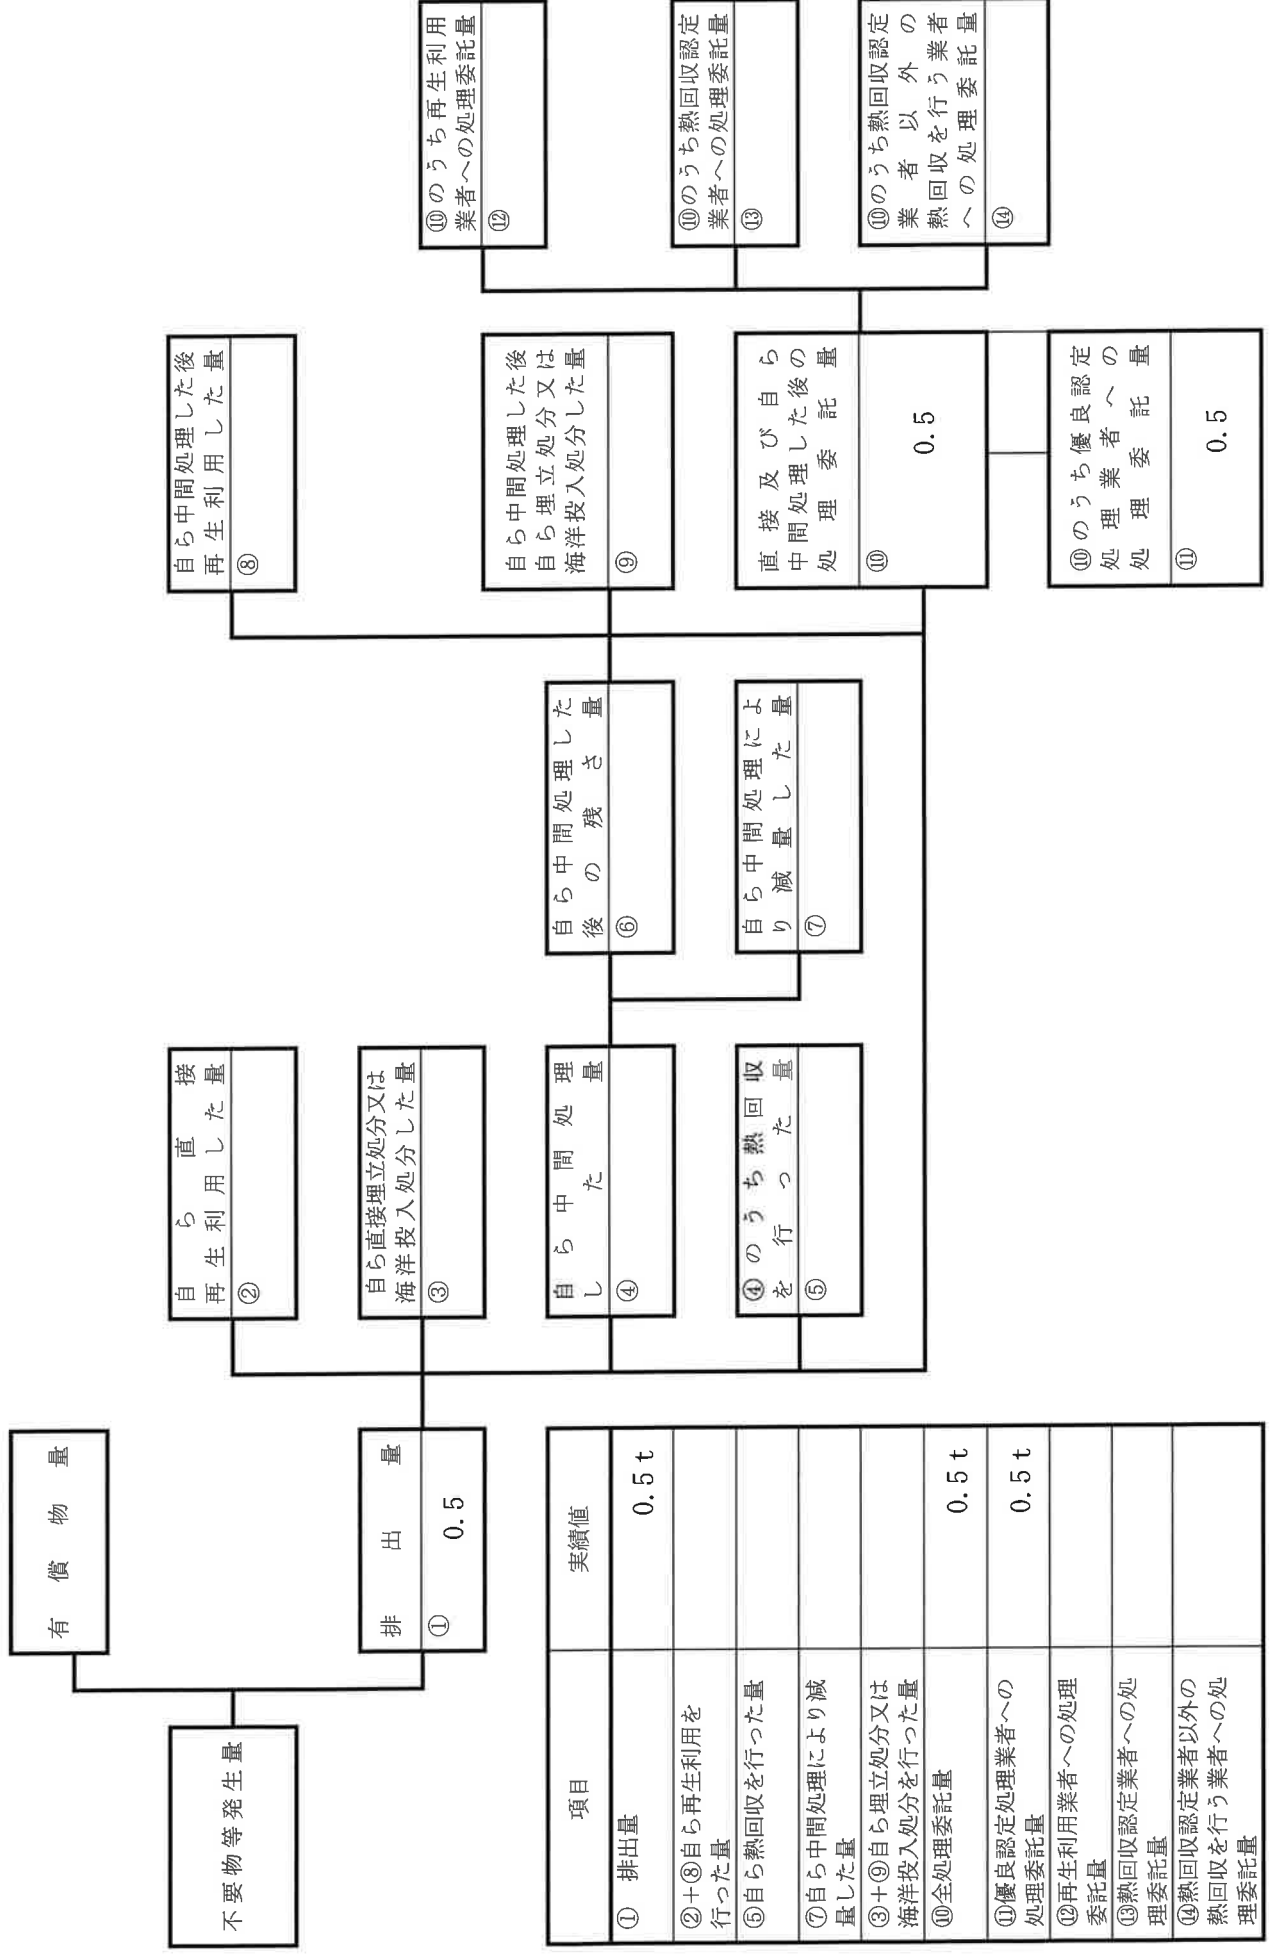 有償物量
不要物等発生量
排出量
①
0.5
自ら直接
再生利用した量
②
自ら直接埋立処分又は
海洋投入処分した量
③
自ら中間処理
した量
④
④のうち熱回収
を行った量
⑤
自ら中間処理した
後の残さ量
⑥
自ら中間処理によ
り減量した量
⑦
自ら中間処理した後
再生利用した量
⑧
自ら中間処理した後
自ら埋立処分又は
海洋投入処分した量
⑨
直接及び自ら
中間処理した後の
処理委託量
⑩
0.5
⑩のうち優良認定
処理業者への
処理委託量
⑪
0.5
⑩のうち再生利用
業者への処理委託量
⑫
⑩のうち熱回収認定
業者への処理委託量
⑬
⑩のうち熱回収認定
業者以外の
熱回収を行う業者
への処理委託量
⑭
項目 実績値
① 排出量 0.5t
②+⑧自ら再生利用を
行った量
⑤自ら熱回収を行った量
⑦自ら中間処理により減
量した量
③+⑨自ら埋立処分又は
海洋投入処分を行った量
⑩全処理委託量 0.5t
⑪優良認定処理業者への
処理委託量 0.5t
⑫再生利用業者への処理
委託量
⑬熱回収認定業者への処
理委託量
⑭熱回収認定業者以外の
熱回収を行う業者への処
理委託量